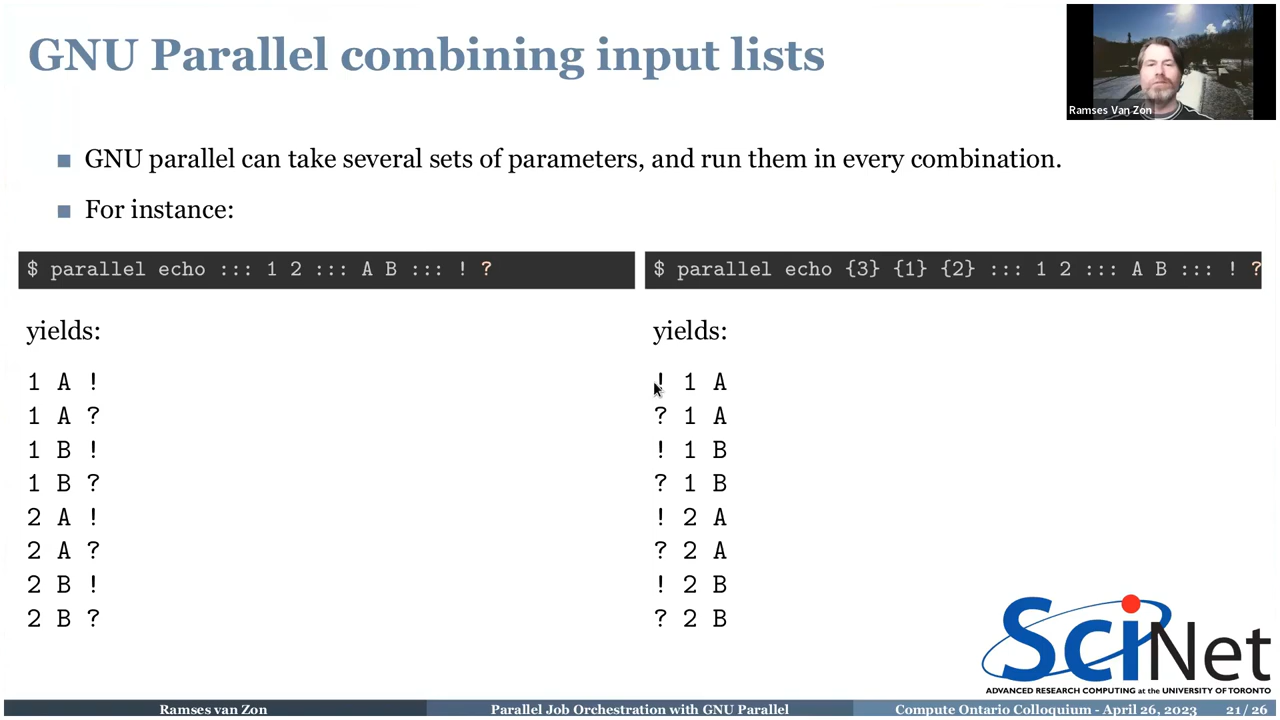 GNU Parallel combining input lists
Ramses Van Zon
GNU parallel can take several sets of parameters, and run them in every combination.
For instance:
$ parallel echo ::: 1 2 ::: A B ::: ! ?
yields:
1 A !
1 A ?
1 B !
1 B ?
2 A !
2 A ?
2 B !
2 B ?
$ parallel echo {3} {1} {2} ::: 1 2 ::: A B ::: ! ?
yields:
! 1 A
? 1 A
! 1 B
? 1 B
! 2 A
? 2 A
! 2 B
? 2 B
SciNet
ADVANCED RESEARCH COMPUTING at the UNIVERSITY OF TORONTO
Ramses van Zon
Parallel Job Orchestration with GNU Parallel
Compute Ontario Colloquium - April 26, 2023
21 / 26